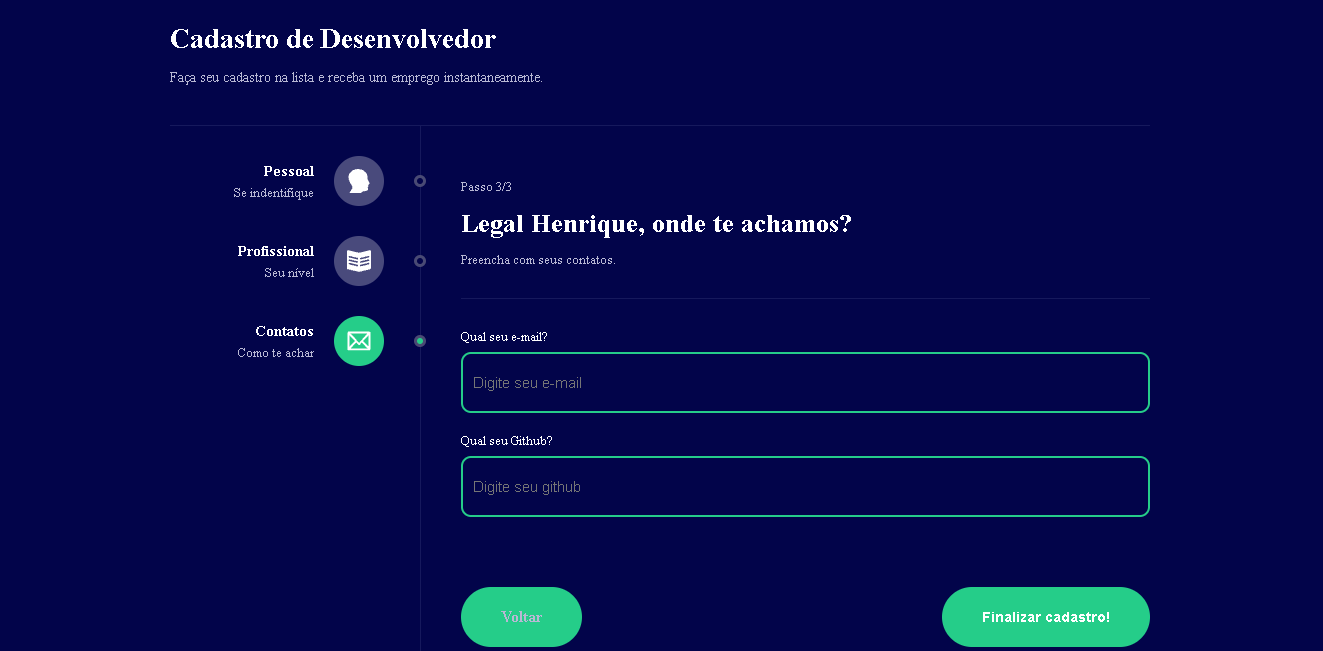 Cadastro de Desenvolvedor
Faça seu cadastro na lista e receba um emprego instantaneamente.
Pessoal
Se indentifique
Profissional
Seu nível
Contatos
Como te achar
Passo 3/3
Legal Henrique, onde te achamos?
Preencha com seus contatos.
Qual seu e-mail?
Digite seu e-mail
Qual seu Github?
Digite seu github
Voltar
Finalizar cadastro!